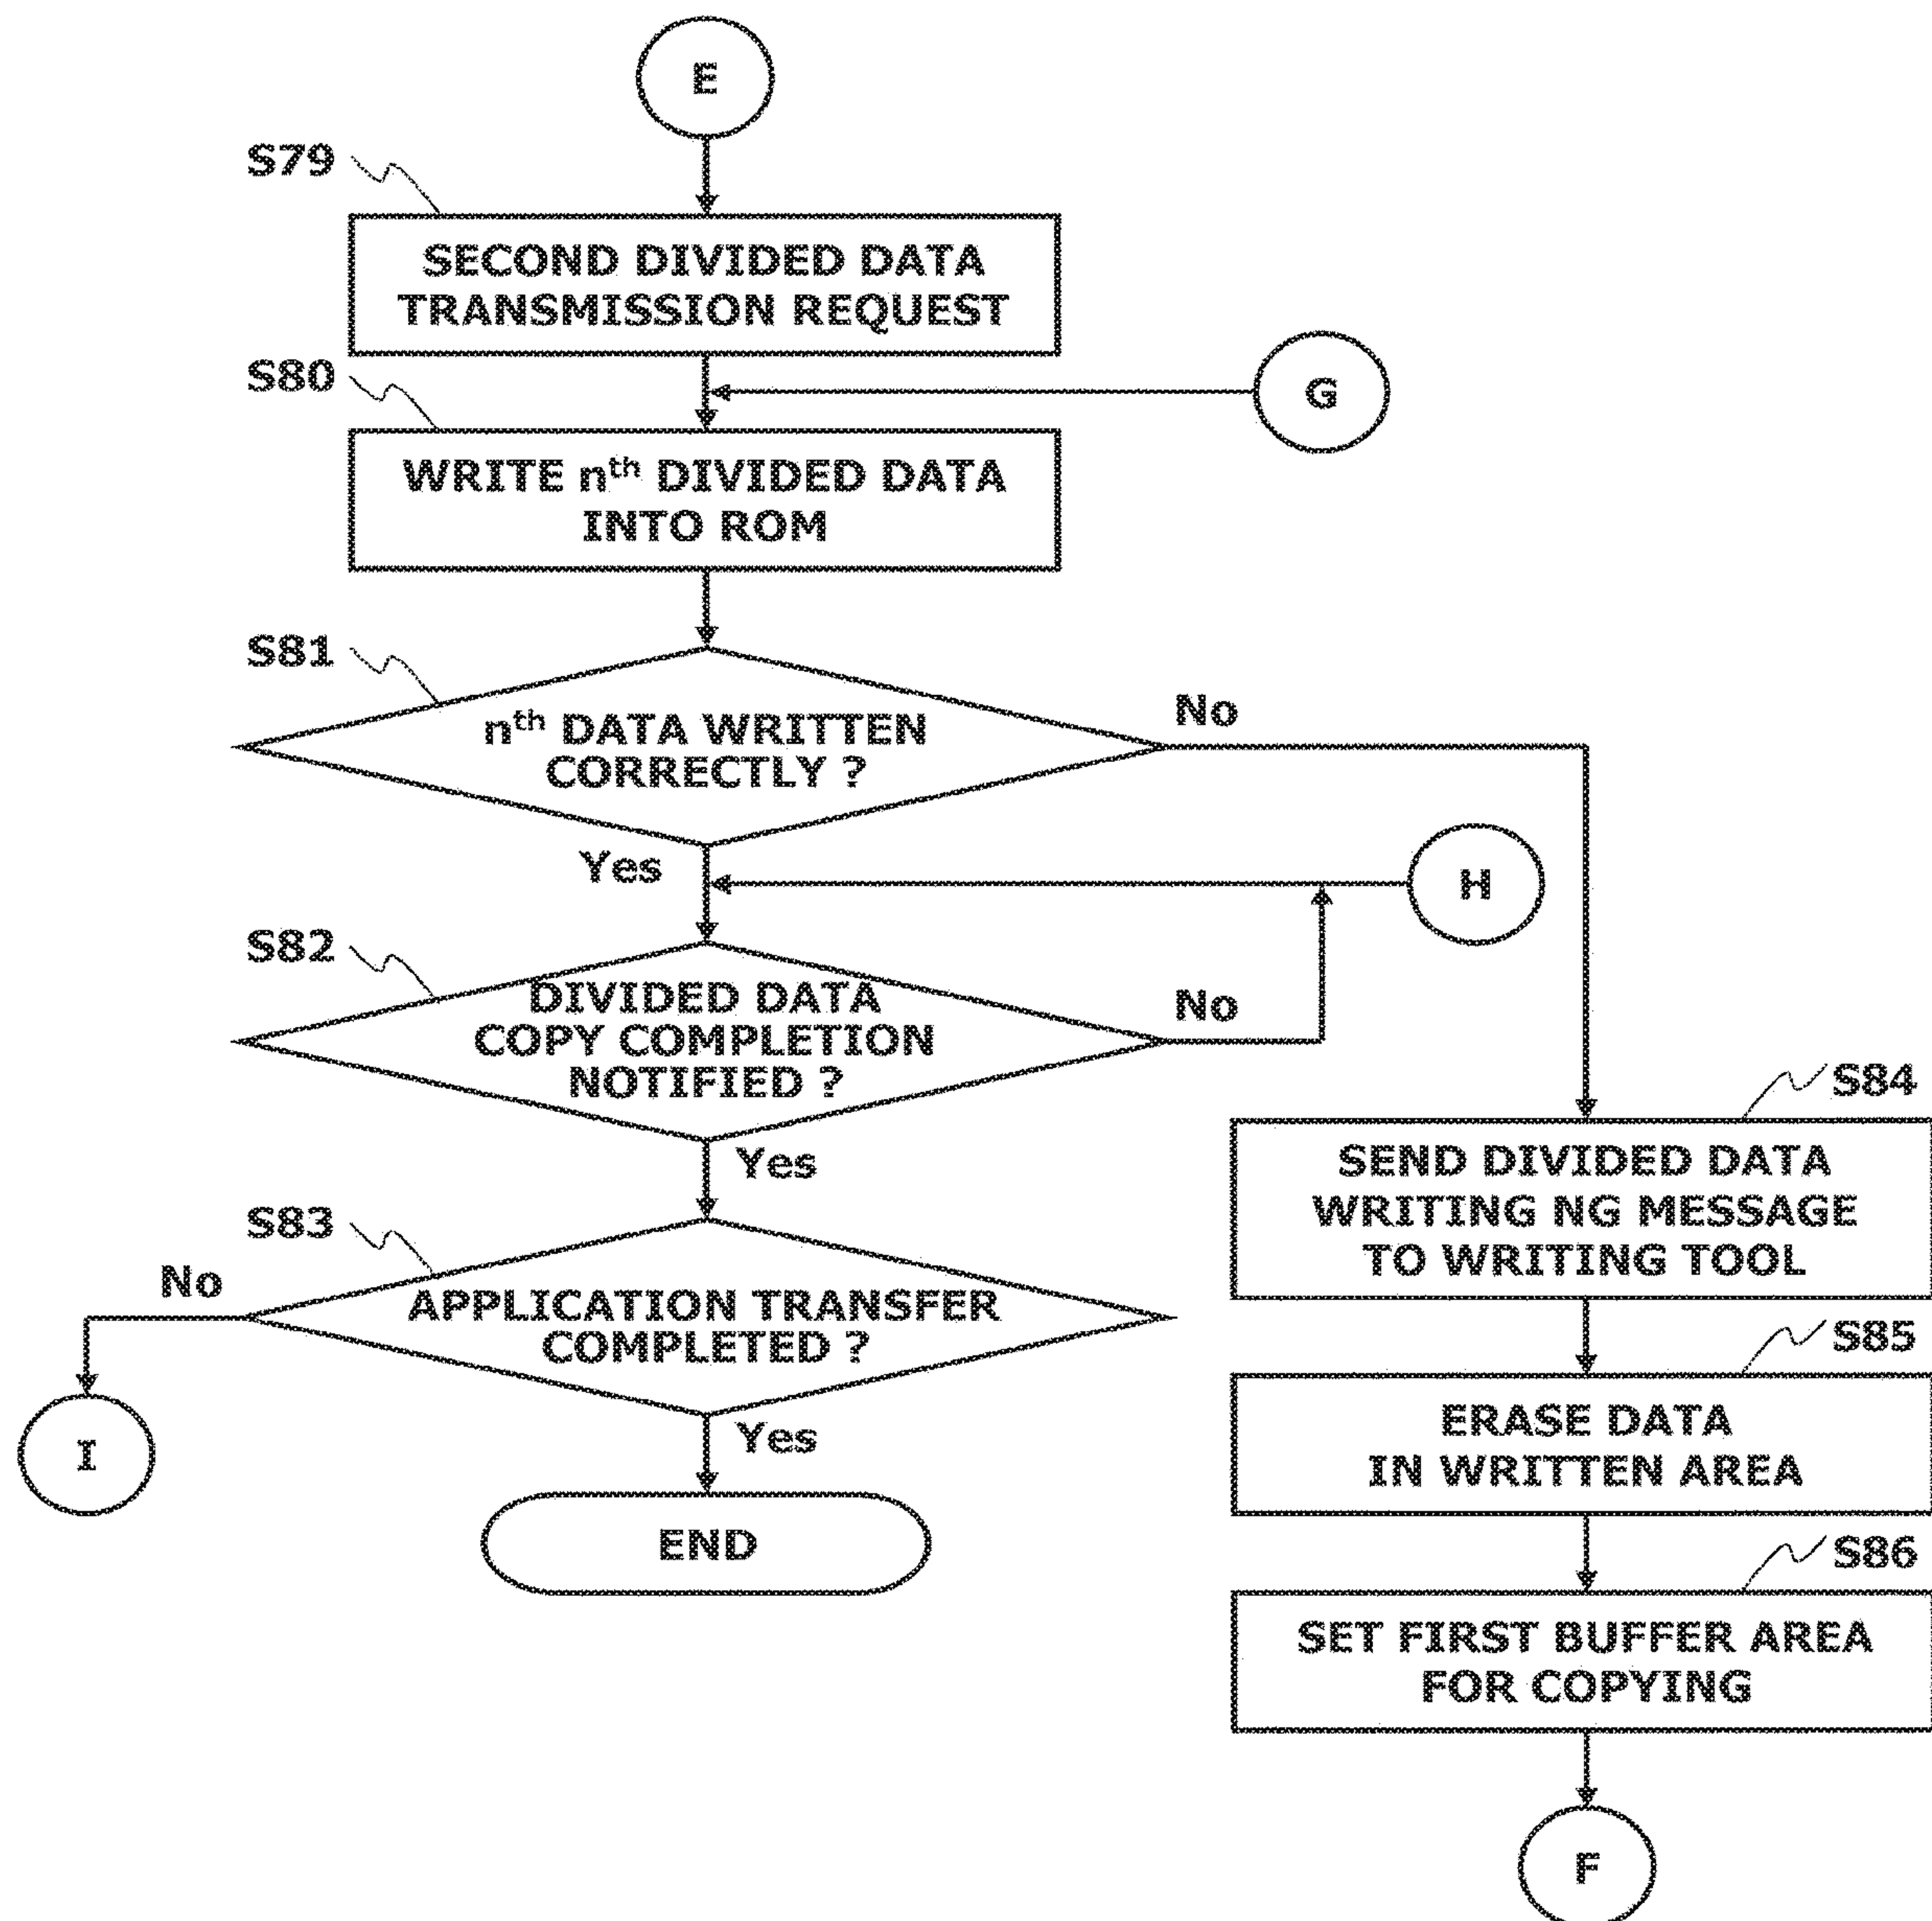 E
S79
SECOND DIVIDED DATA
TRANSMISSION REQUEST
G
S80
WRITE nth DIVIDED DATA
INTO ROM
S81
nth DATA WRITTEN
CORRECTLY ?
No
Yes
H
S82
DIVIDED DATA
COPY COMPLETION
NOTIFIED ?
No
Yes
S83
APPLICATION TRANSFER
COMPLETED ?
No
I
Yes
END
S84
SEND DIVIDED DATA
WRITING NG MESSAGE
TO WRITING TOOL
S85
ERASE DATA
IN WRITTEN AREA
S86
SET FIRST BUFFER AREA
FOR COPYING
F